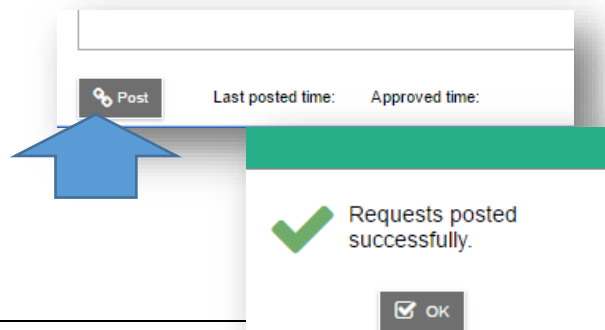 Post Last posted time: Approved time:
Requests posted
successfully.
OK